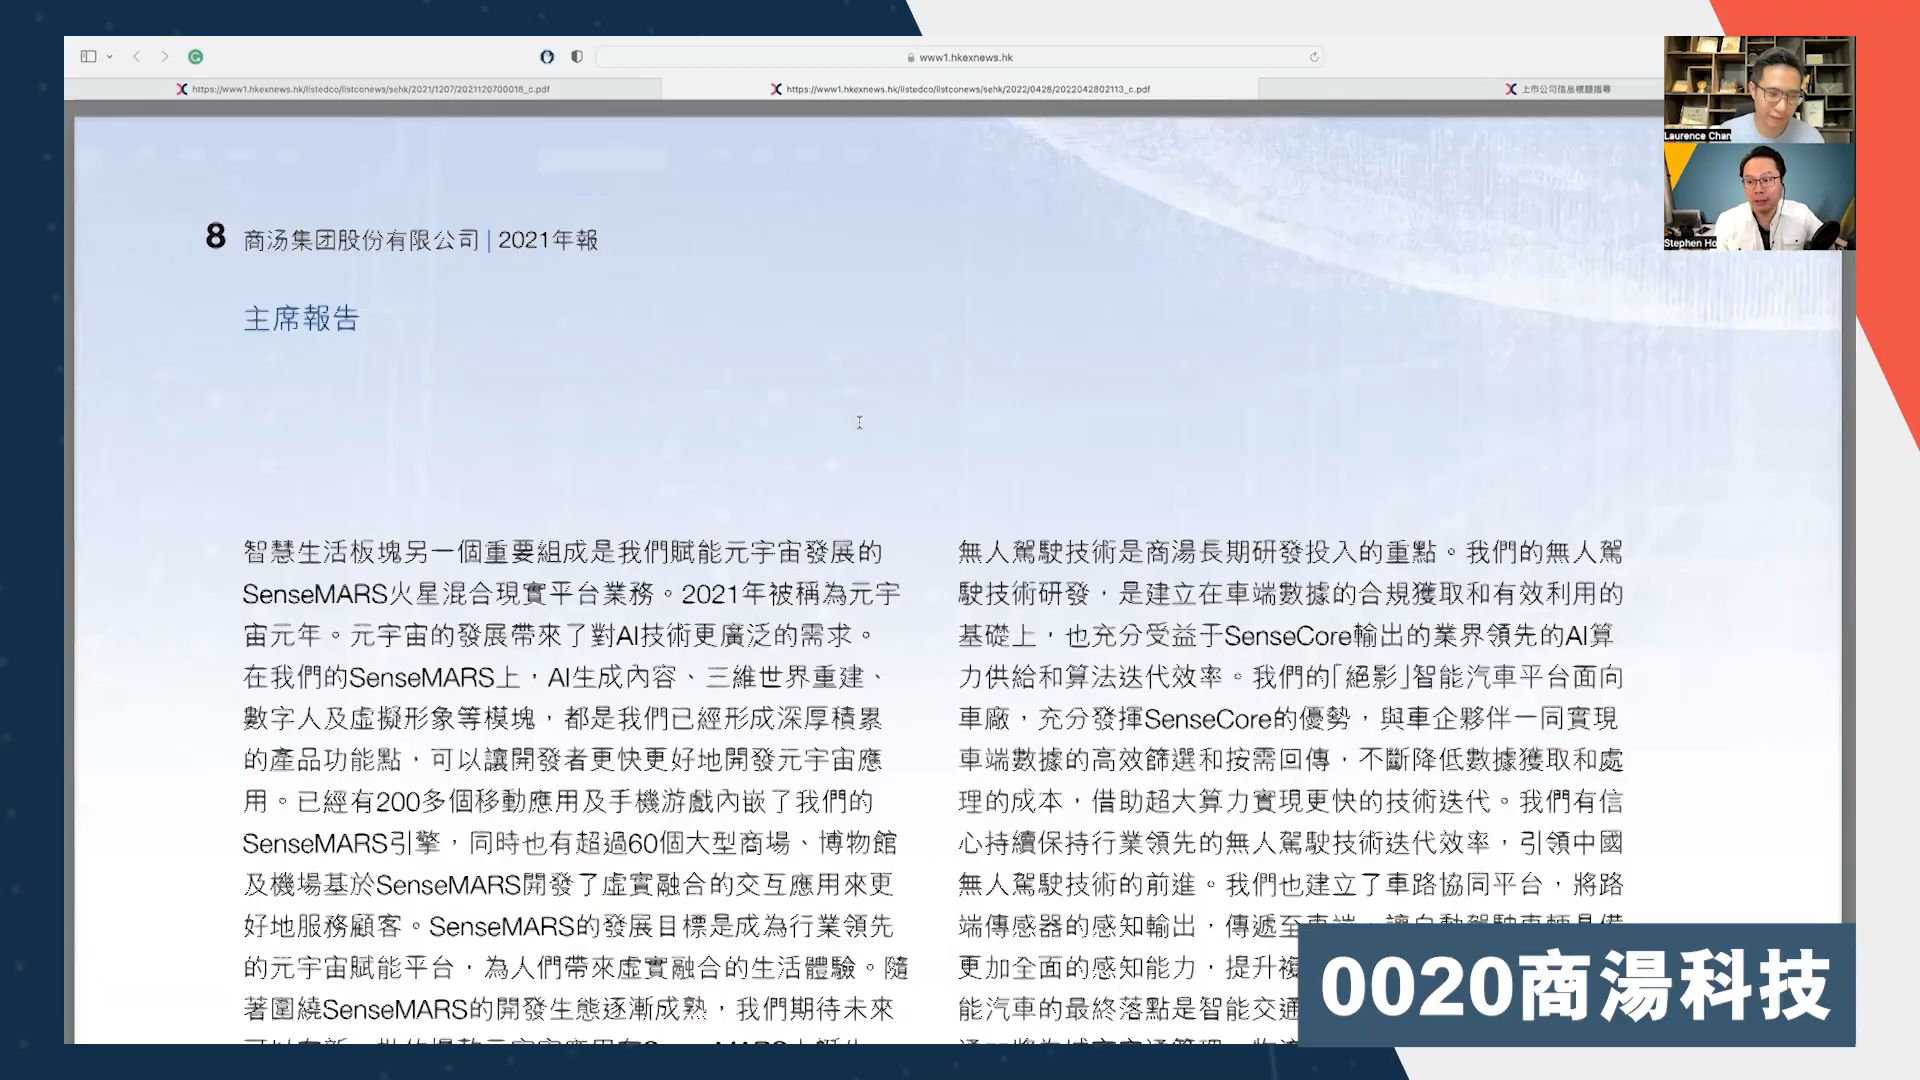 www1.hkexnews.hk
https://www1.hkexnews.hk/listedco/listconews/sehk/2021/1207/2021120700018_c.pdf
https://www1.hkexnews.hk/listedco/listconews/sehk/2022/0428/2022042802113_c.pdf
上市公司信息標題搜尋
Laurence Chan
Stephen Ho
8 商汤集团股份有限公司 | 2021年報
主席報告
智慧生活板塊另一個重要組成是我們賦能元宇宙發展的
SenseMARS火星混合現實平台業務。2021年被稱為元宇
宙元年。元宇宙的發展帶來了對AI技術更廣泛的需求。
在我們的SenseMARS上，AI生成內容、三維世界重建、
數字人及虛擬形象等模塊，都是我們已經形成深厚積累
的產品功能點，可以讓開發者更快更好地開發元宇宙應
用。已經有200多個移動應用及手機游戲內嵌了我們的
SenseMARS引擎，同時也有超過60個大型商場、博物館
及機場基於SenseMARS開發了虛實融合的交互應用來更
好地服務顧客。SenseMARS的發展目標是成為行業領先
的元宇宙賦能平台，為人們帶來虛實融合的生活體驗。隨
著圍繞SenseMARS的開發生態逐漸成熟，我們期待未來
無人駕駛技術是商湯長期研發投入的重點。我們的無人駕
駛技術研發，是建立在車端數據的合規獲取和有效利用的
基礎上，也充分受益于SenseCore輸出的業界領先的AI算
力供給和算法迭代效率。我們的「絕影」智能汽車平台面向
車廠，充分發揮SenseCore的優勢，與車企夥伴一同實現
車端數據的高效篩選和按需回傳，不斷降低數據獲取和處
理的成本，借助超大算力實現更快的技術迭代。我們有信
心持續保持行業領先的無人駕駛技術迭代效率，引領中國
無人駕駛技術的前進。我們也建立了車路協同平台，將路
端傳感器的感知輸出，傳遞至車端，讓自動駕駛車輛具備
更加全面的感知能力，提升
能汽車的最終落點是智能交通
0020商湯科技